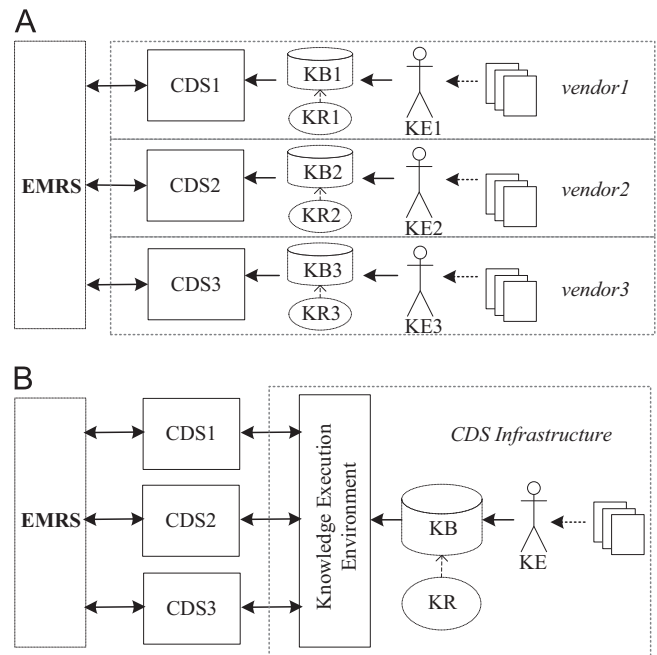 A
EMRS
CDS1
KB1
KR1
KE1
vendor1
CDS2
KB2
KR2
KE2
vendor2
CDS3
KB3
KR3
KE3
vendor3
B
EMRS
CDS1
CDS2
CDS3
Knowledge Execution
Environment
CDS Infrastructure
KB
KR
KE